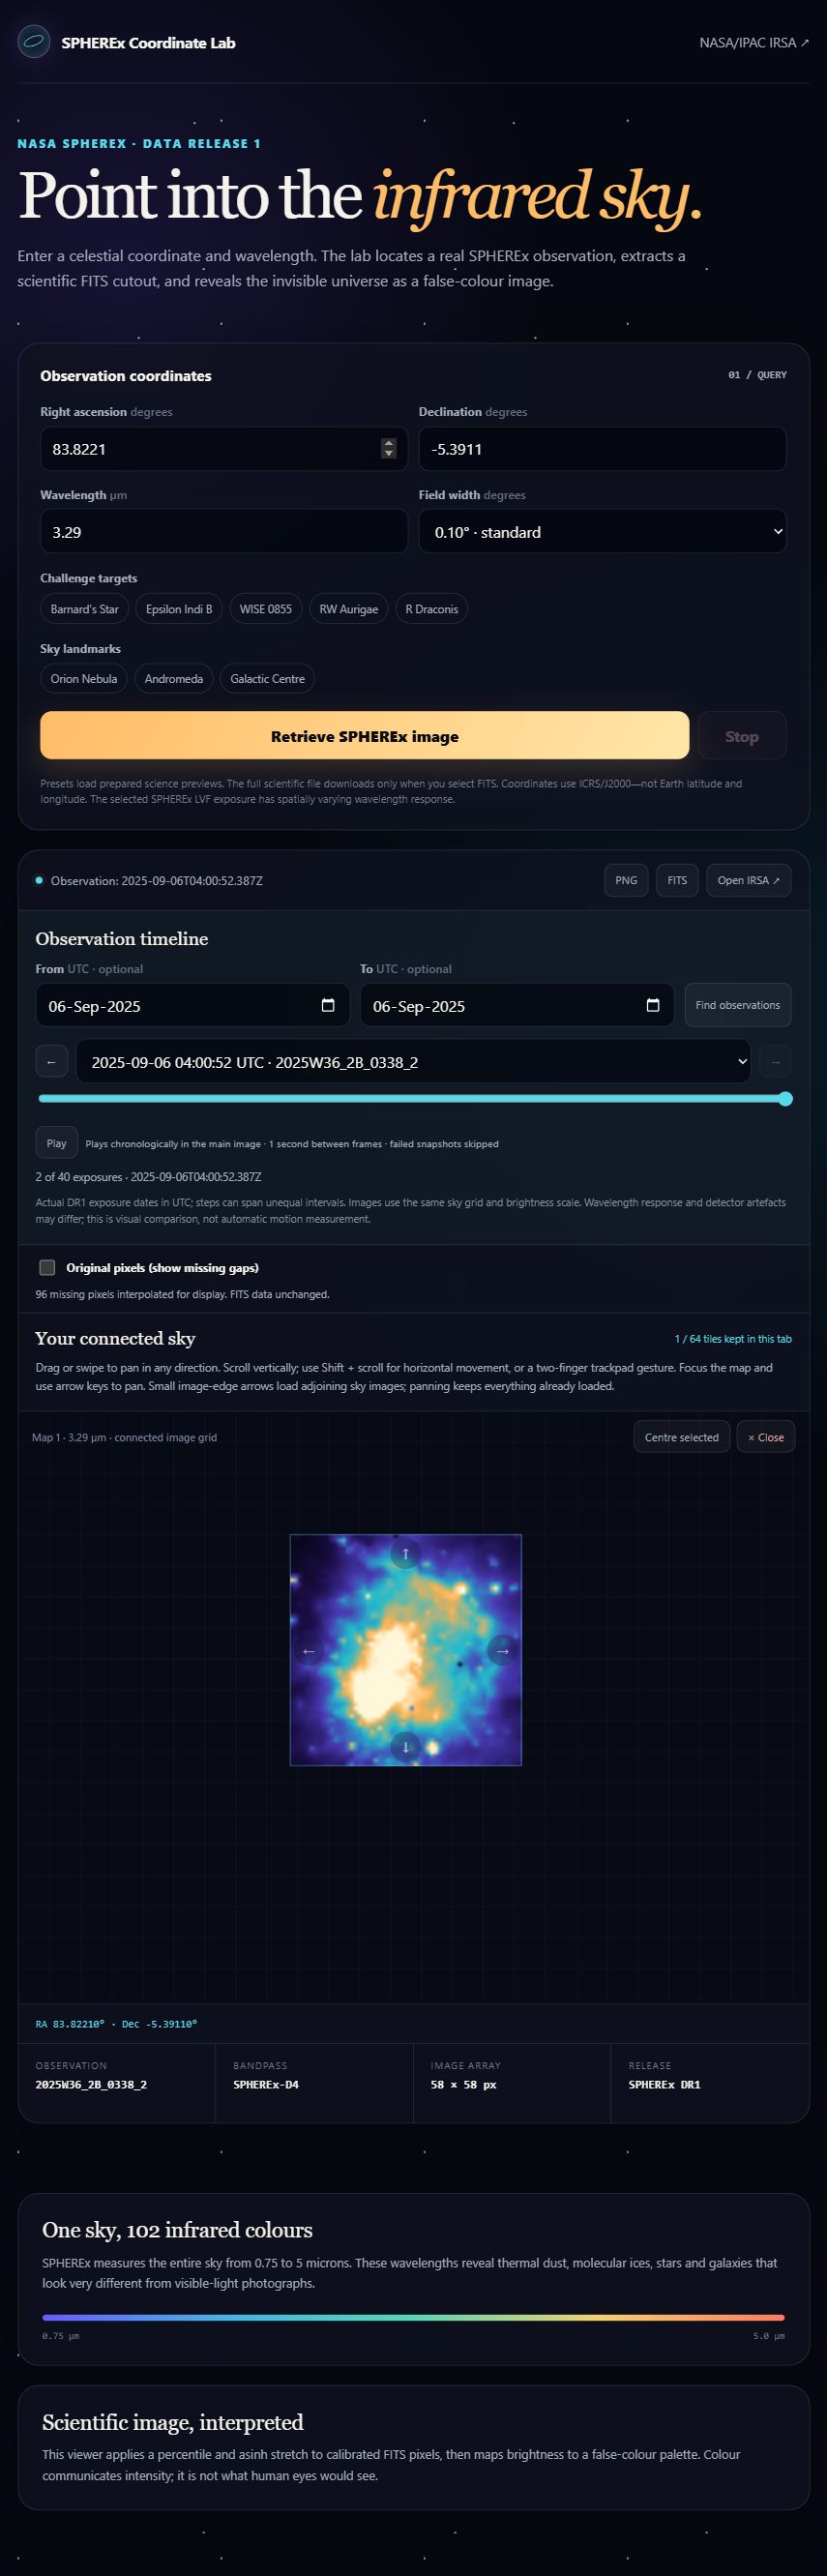 SPHEREx Coordinate Lab
NASA/IPAC IRSA ↗
NASA SPHEREX · DATA RELEASE 1
Point into the infrared sky.
Enter a celestial coordinate and wavelength. The lab locates a real SPHEREx observation, extracts a
scientific FITS cutout, and reveals the invisible universe as a false-colour image.
Observation coordinates
01 / QUERY
Right ascension degrees
Declination degrees
83.8221
-5.3911
Wavelength μm
Field width degrees
3.29
0.10° · standard
Challenge targets
Barnard's Star
Epsilon Indi B
WISE 0855
RW Aurigae
R Draconis
Sky landmarks
Orion Nebula
Andromeda
Galactic Centre
Retrieve SPHEREx image
Stop
Presets load prepared science previews. The full scientific file downloads only when you select FITS. Coordinates use ICRS/J2000—not Earth latitude and
longitude. The selected SPHEREx LVF exposure has spatially varying wavelength response.
Observation: 2025-09-06T04:00:52.387Z
PNG
FITS
Open IRSA ↗
Observation timeline
From UTC · optional
To UTC · optional
06-Sep-2025
06-Sep-2025
Find observations
←
2025-09-06 04:00:52 UTC · 2025W36_2B_0338_2
→
Play
Plays chronologically in the main image · 1 second between frames · failed snapshots skipped
2 of 40 exposures · 2025-09-06T04:00:52.387Z
Actual DR1 exposure dates in UTC; steps can span unequal intervals. Images use the same sky grid and brightness scale. Wavelength response and detector artefacts
may differ; this is visual comparison, not automatic motion measurement.
Original pixels (show missing gaps)
96 missing pixels interpolated for display. FITS data unchanged.
Your connected sky
1 / 64 tiles kept in this tab
Drag or swipe to pan in any direction. Scroll vertically; use Shift + scroll for horizontal movement, or a two-finger trackpad gesture. Focus the map and
use arrow keys to pan. Small image-edge arrows load adjoining sky images; panning keeps everything already loaded.
Map 1 · 3.29 μm · connected image grid
Centre selected
× Close
↑
←
→
↓
RA 83.82210° · Dec -5.39110°
OBSERVATION
BANDPASS
IMAGE ARRAY
RELEASE
2025W36_2B_0338_2
SPHEREx-D4
58 × 58 px
SPHEREx DR1
One sky, 102 infrared colours
SPHEREx measures the entire sky from 0.75 to 5 microns. These wavelengths reveal thermal dust, molecular ices, stars and galaxies that
look very different from visible-light photographs.
0.75 μm
5.0 μm
Scientific image, interpreted
This viewer applies a percentile and asinh stretch to calibrated FITS pixels, then maps brightness to a false-colour palette. Colour
communicates intensity; it is not what human eyes would see.